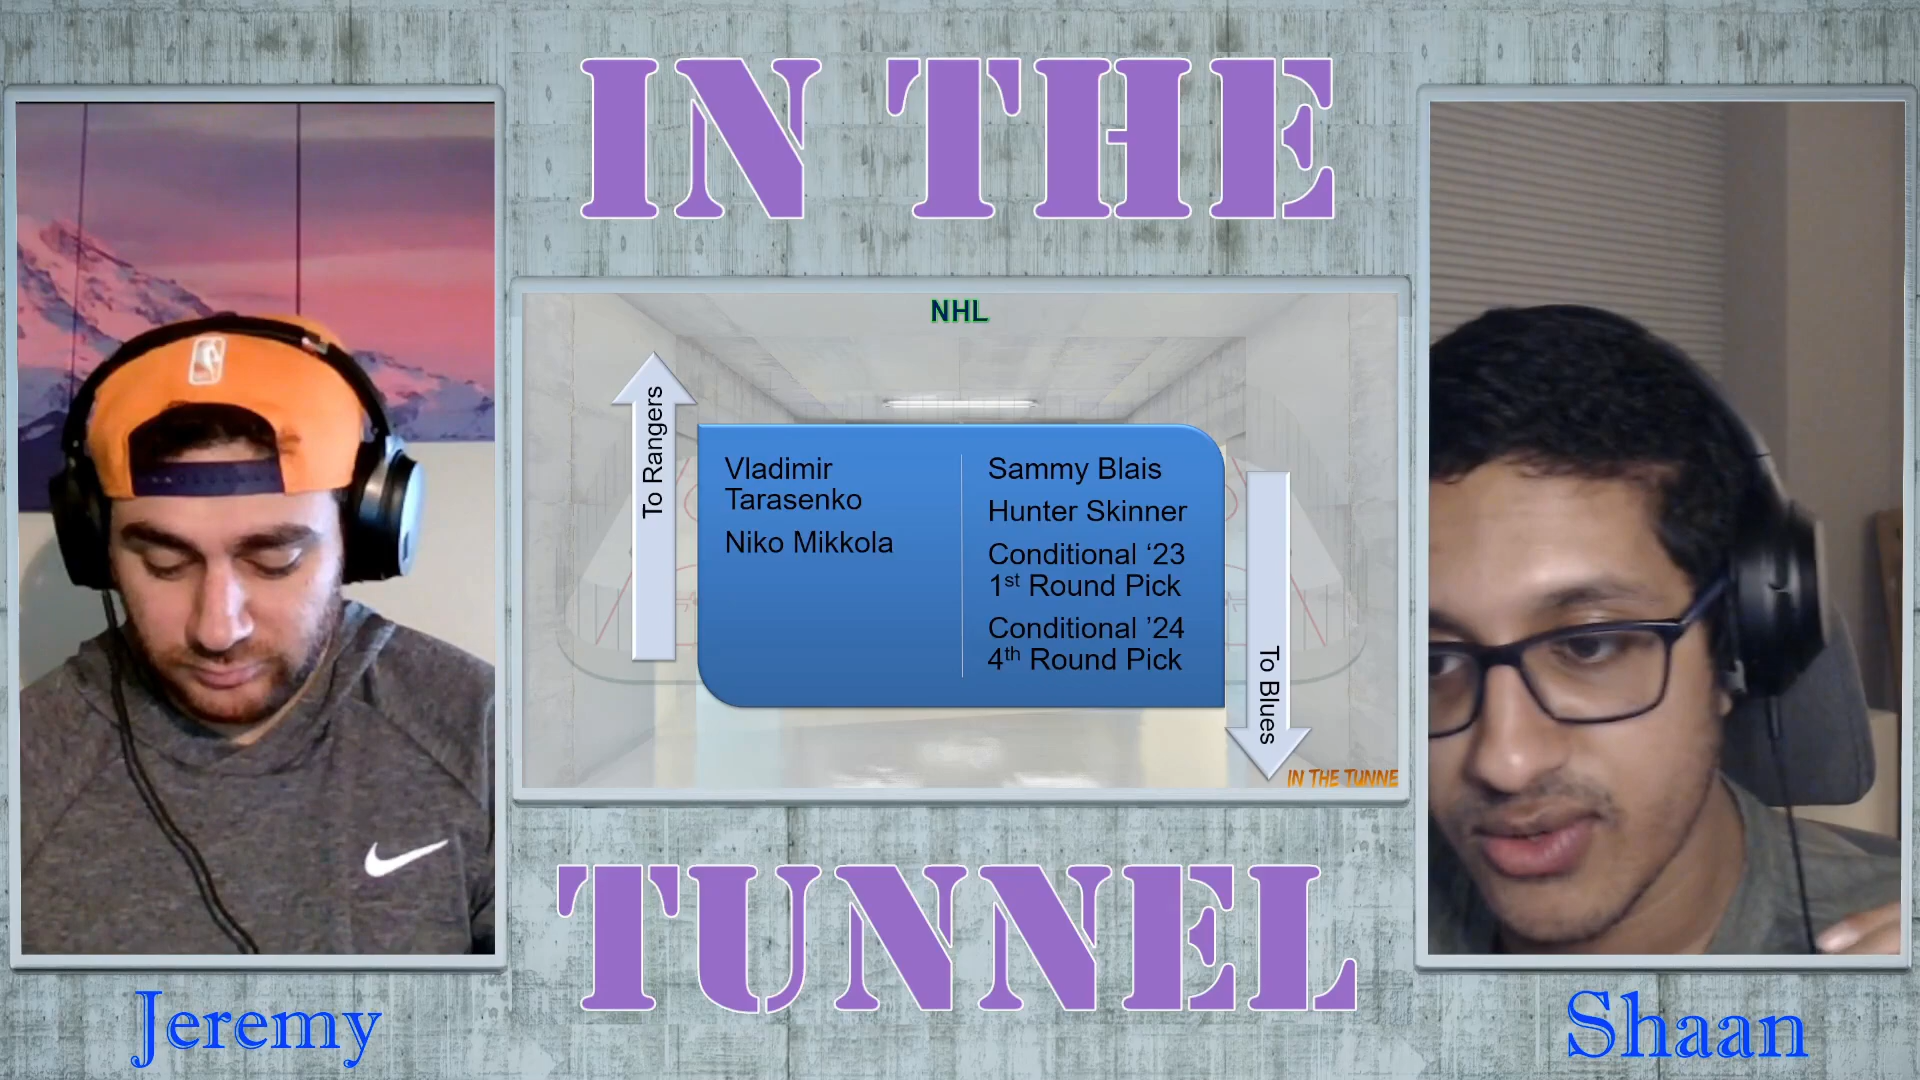 IN THE
NHL
To Rangers
Vladimir
Tarasenko
Niko Mikkola
Sammy Blais
Hunter Skinner
Conditional ‘23
1st Round Pick
Conditional ’24
4th Round Pick
To Blues
IN THE TUNNE
TUNNEL
Jeremy
Shaan